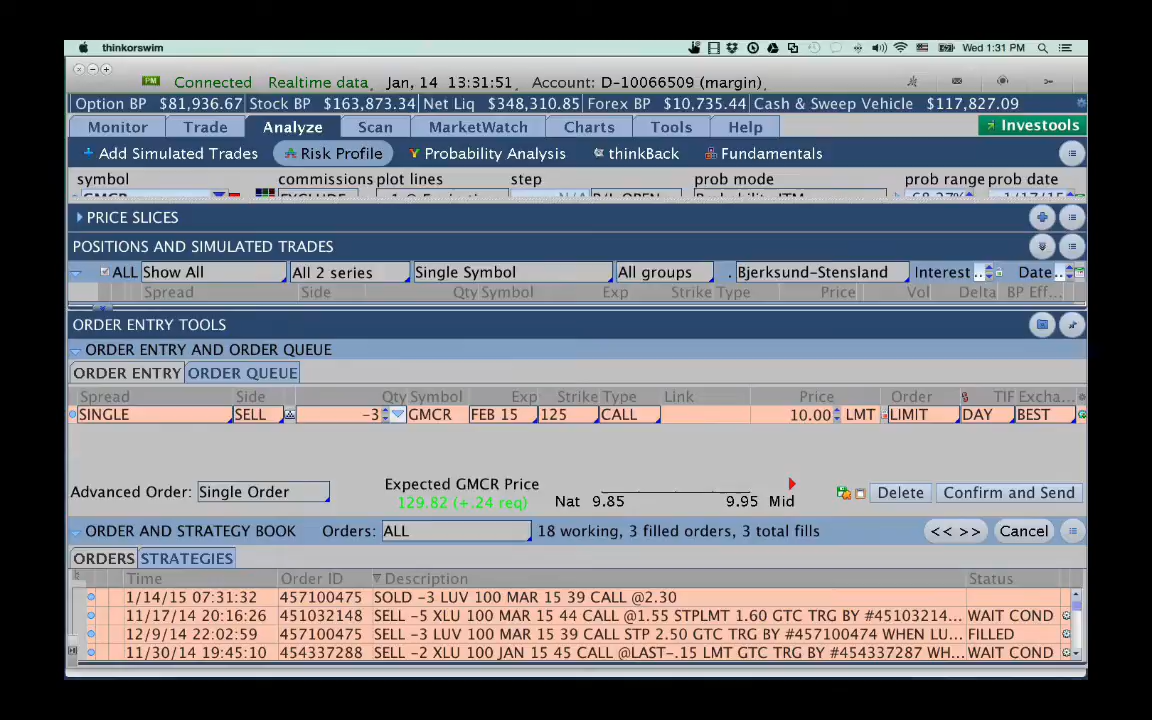 thinkorswim Wed 1:31 PM
PM Connected Realtime data, Jan, 14 13:31:51, Account: D-10066509 (margin),
Option BP $81,936.67 Stock BP $163,873.34 Net Liq $348,310.85 Forex BP $10,735.44 Cash & Sweep Vehicle $117,827.09
Monitor Trade Analyze Scan MarketWatch Charts Tools Help Investools
Add Simulated Trades Risk Profile Probability Analysis thinkBack Fundamentals
symbol commissions plot lines step prob mode prob range prob date
PRICE SLICES
POSITIONS AND SIMULATED TRADES
ALL Show All All 2 series Single Symbol All groups . Bjerksund-Stensland Interest .. Date..
Spread Side Qty Symbol Exp Strike Type Price Vol Delta BP Eff...
ORDER ENTRY TOOLS
ORDER ENTRY AND ORDER QUEUE
ORDER ENTRY ORDER QUEUE
Spread Side Qty Symbol Exp Strike Type Link Price Order TIF Excha...
SINGLE SELL -3 GMCR FEB 15 125 CALL 10.00 LMT LIMIT DAY BEST
Expected GMCR Price
Advanced Order: Single Order 129.82 (+.24 req) Nat 9.85 9.95 Mid Delete Confirm and Send
ORDER AND STRATEGY BOOK Orders: ALL 18 working, 3 filled orders, 3 total fills << >> Cancel
ORDERS STRATEGIES
Time Order ID Description Status
1/14/15 07:31:32 457100475 SOLD -3 LUV 100 MAR 15 39 CALL @2.30
11/17/14 20:16:26 451032148 SELL -5 XLU 100 MAR 15 44 CALL @1.55 STPLMT 1.60 GTC TRG BY #45103214... WAIT COND
12/9/14 22:02:59 457100475 SELL -3 LUV 100 MAR 15 39 CALL STP 2.50 GTC TRG BY #457100474 WHEN LU... FILLED
11/30/14 19:45:10 454337288 SELL -2 XLU 100 JAN 15 45 CALL @LAST-.15 LMT GTC TRG BY #454337287 WH... WAIT COND